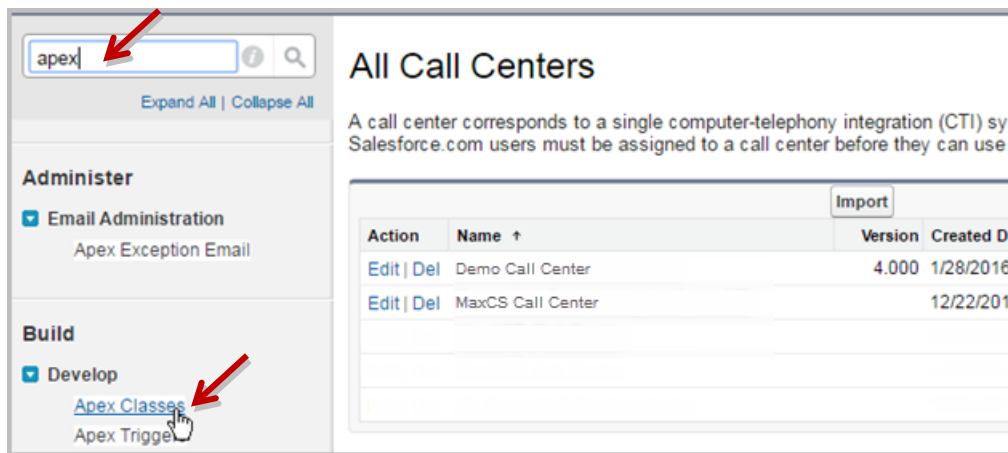 apex
Expand All | Collapse All
Administer
Email Administration
Apex Exception Email
Build
Develop
Apex Classes
Apex Trigge
All Call Centers
A call center corresponds to a single computer-telephony integration (CTI) sy
Salesforce.com users must be assigned to a call center before they can use
Import
Action Name ↑ Version Created D
Edit | Del Demo Call Center 4.000 1/28/2016
Edit | Del MaxCS Call Center 12/22/201